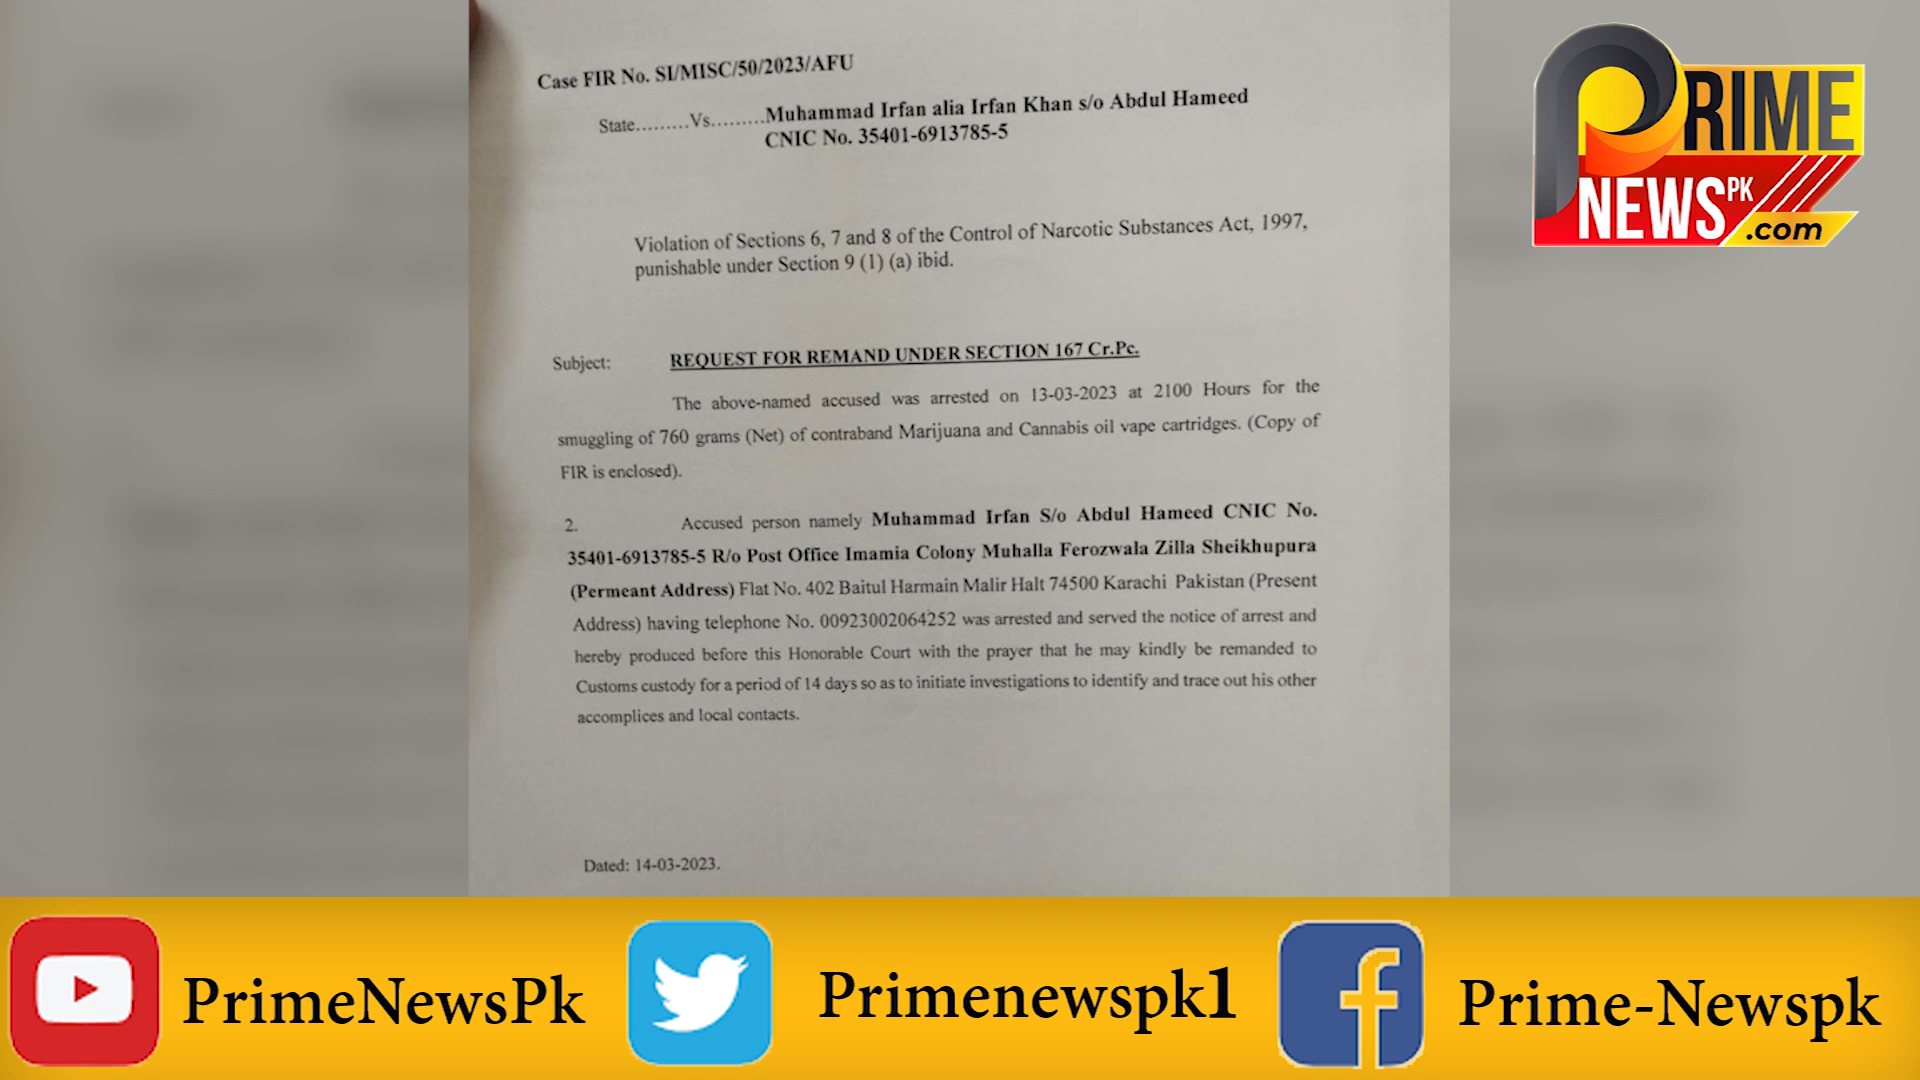 Case FIR No. SI/MISC/50/2023/AFU
State.........Vs.........Muhammad Irfan alia Irfan Khan s/o Abdul Hameed
CNIC No. 35401-6913785-5
Violation of Sections 6, 7 and 8 of the Control of Narcotic Substances Act, 1997,
punishable under Section 9 (1) (a) ibid.
Subject: REQUEST FOR REMAND UNDER SECTION 167 Cr.Pc.
The above-named accused was arrested on 13-03-2023 at 2100 Hours for the
smuggling of 760 grams (Net) of contraband Marijuana and Cannabis oil vape cartridges. (Copy of
FIR is enclosed).
2. Accused person namely Muhammad Irfan S/o Abdul Hameed CNIC No.
35401-6913785-5 R/o Post Office Imamia Colony Muhalla Ferozwala Zilla Sheikhupura
(Permeant Address) Flat No. 402 Baitul Harmain Malir Halt 74500 Karachi Pakistan (Present
Address) having telephone No. 00923002064252 was arrested and served the notice of arrest and
hereby produced before this Honorable Court with the prayer that he may kindly be remanded to
Customs custody for a period of 14 days so as to initiate investigations to identify and trace out his other
accomplices and local contacts.
Dated: 14-03-2023.
PRIME
NEWSPK
.com
PrimeNewsPk
Primenewspk1
Prime-Newspk